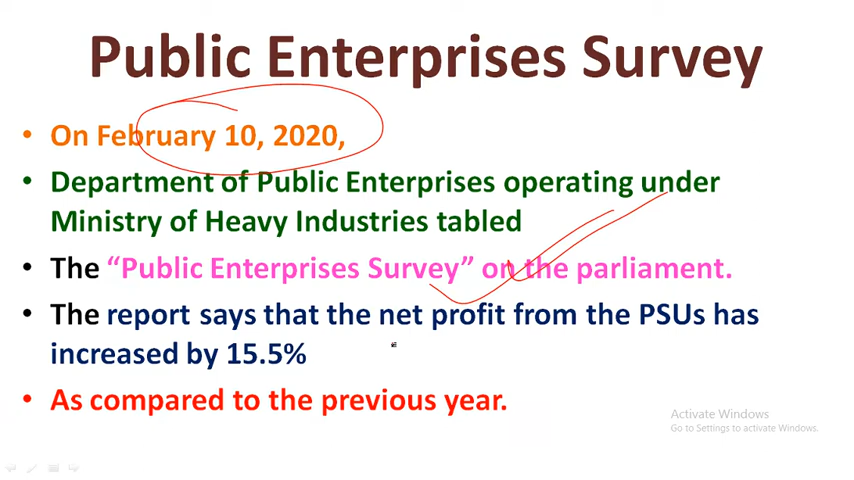 Public Enterprises Survey
• On February 10, 2020,
• Department of Public Enterprises operating under
Ministry of Heavy Industries tabled
• The “Public Enterprises Survey” on the parliament.
• The report says that the net profit from the PSUs has
increased by 15.5%
• As compared to the previous year.
Activate Windows
Go to Settings to activate Windows.